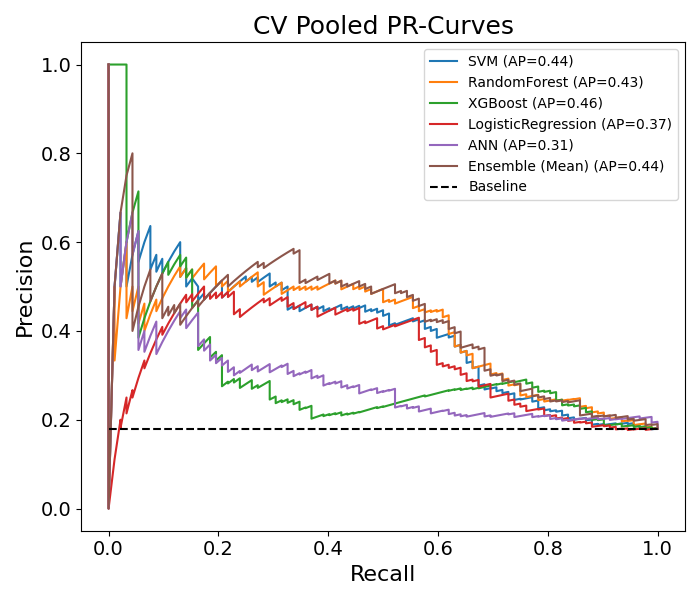 CV Pooled PR-Curves
SVM (AP=0.44)
RandomForest (AP=0.43)
XGBoost (AP=0.46)
LogisticRegression (AP=0.37)
ANN (AP=0.31)
Ensemble (Mean) (AP=0.44)
Baseline
Precision
1.0
0.8
0.6
0.4
0.2
0.0
0.0 0.2 0.4 0.6 0.8 1.0
Recall